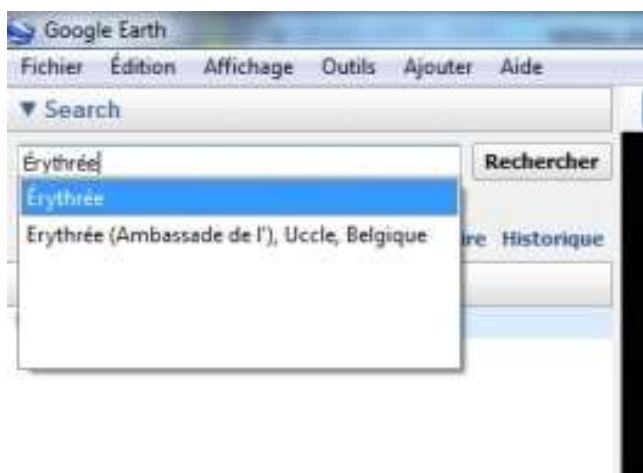 Google Earth
Fichier Édition Affichage Outils Ajouter Aide
▼ Search
Érythrée Rechercher
Érythrée
Erythrée (Ambassade de l'), Uccle, Belgique
Historique